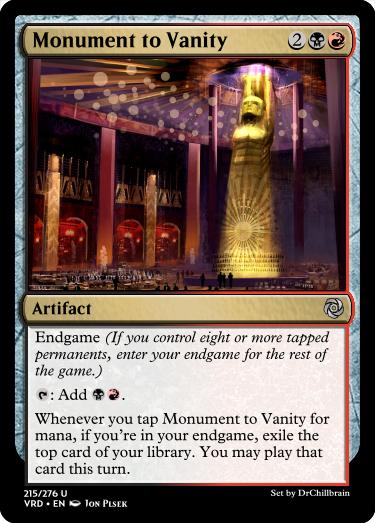 Monument to Vanity 2
Artifact
Endgame (If you control eight or more tapped
permanents, enter your endgame for the rest
of the game.)
: Add .
Whenever you tap Monument to Vanity for
mana, if you're in your endgame, exile the
top card of your library. You may play that
card this turn.
215/276 U
Set by DrChillbrain
VRD • EN Jon Plsek